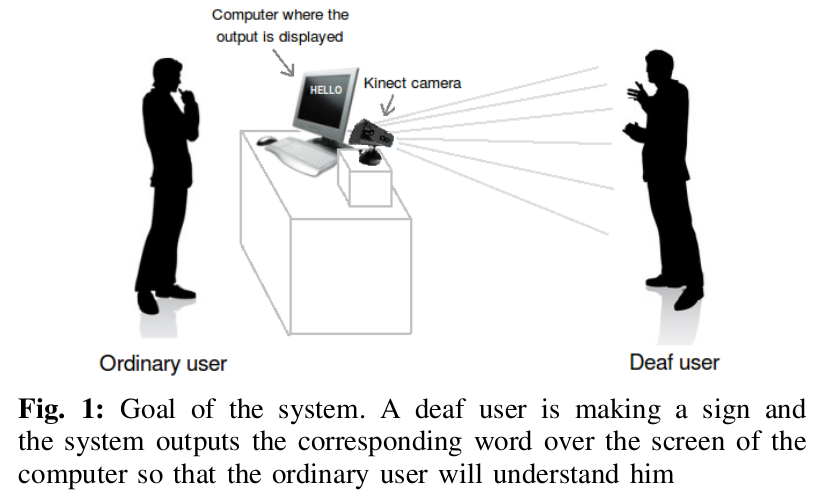 Computer where the
output is displayed
Kinect camera
HELLO
Ordinary user
Deaf user
Fig. 1: Goal of the system. A deaf user is making a sign and
the system outputs the corresponding word over the screen of the
computer so that the ordinary user will understand him